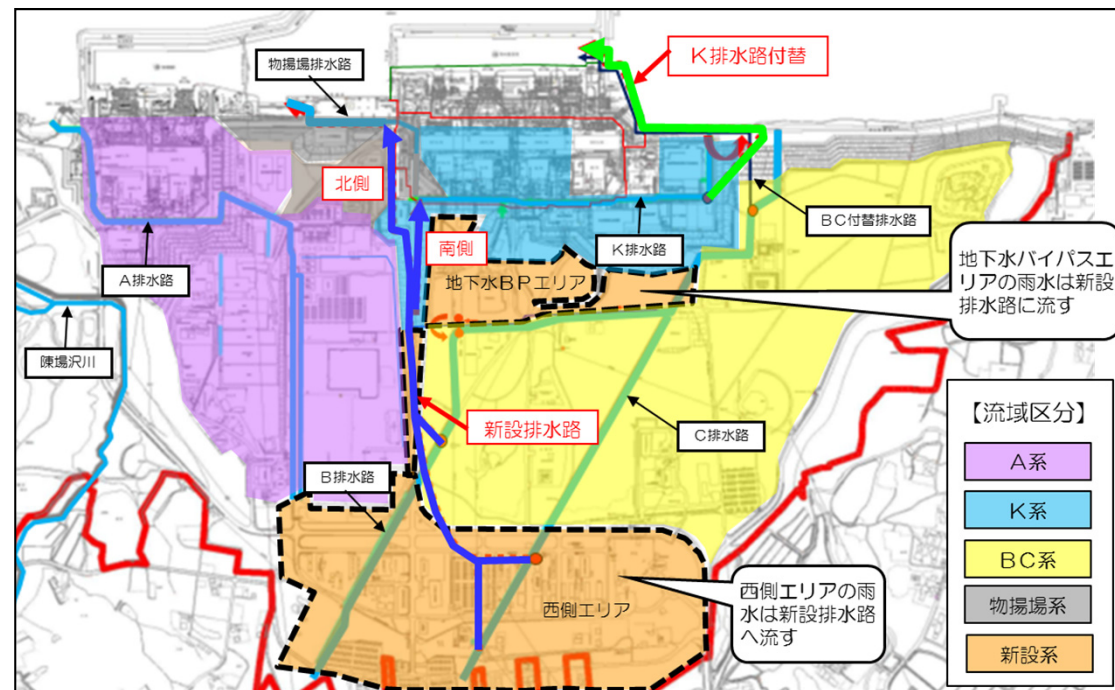 物揚場排水路
K排水路付替
北側
南側
A排水路
K排水路
BC付替排水路
地下水BPエリア
地下水バイパスエ
リアの雨水は新設
排水路に流す
陳場沢川
新設排水路
C排水路
B排水路
西側エリア
西側エリアの雨
水は新設排水路
へ流す
【流域区分】
A系
K系
BC系
物揚場系
新設系